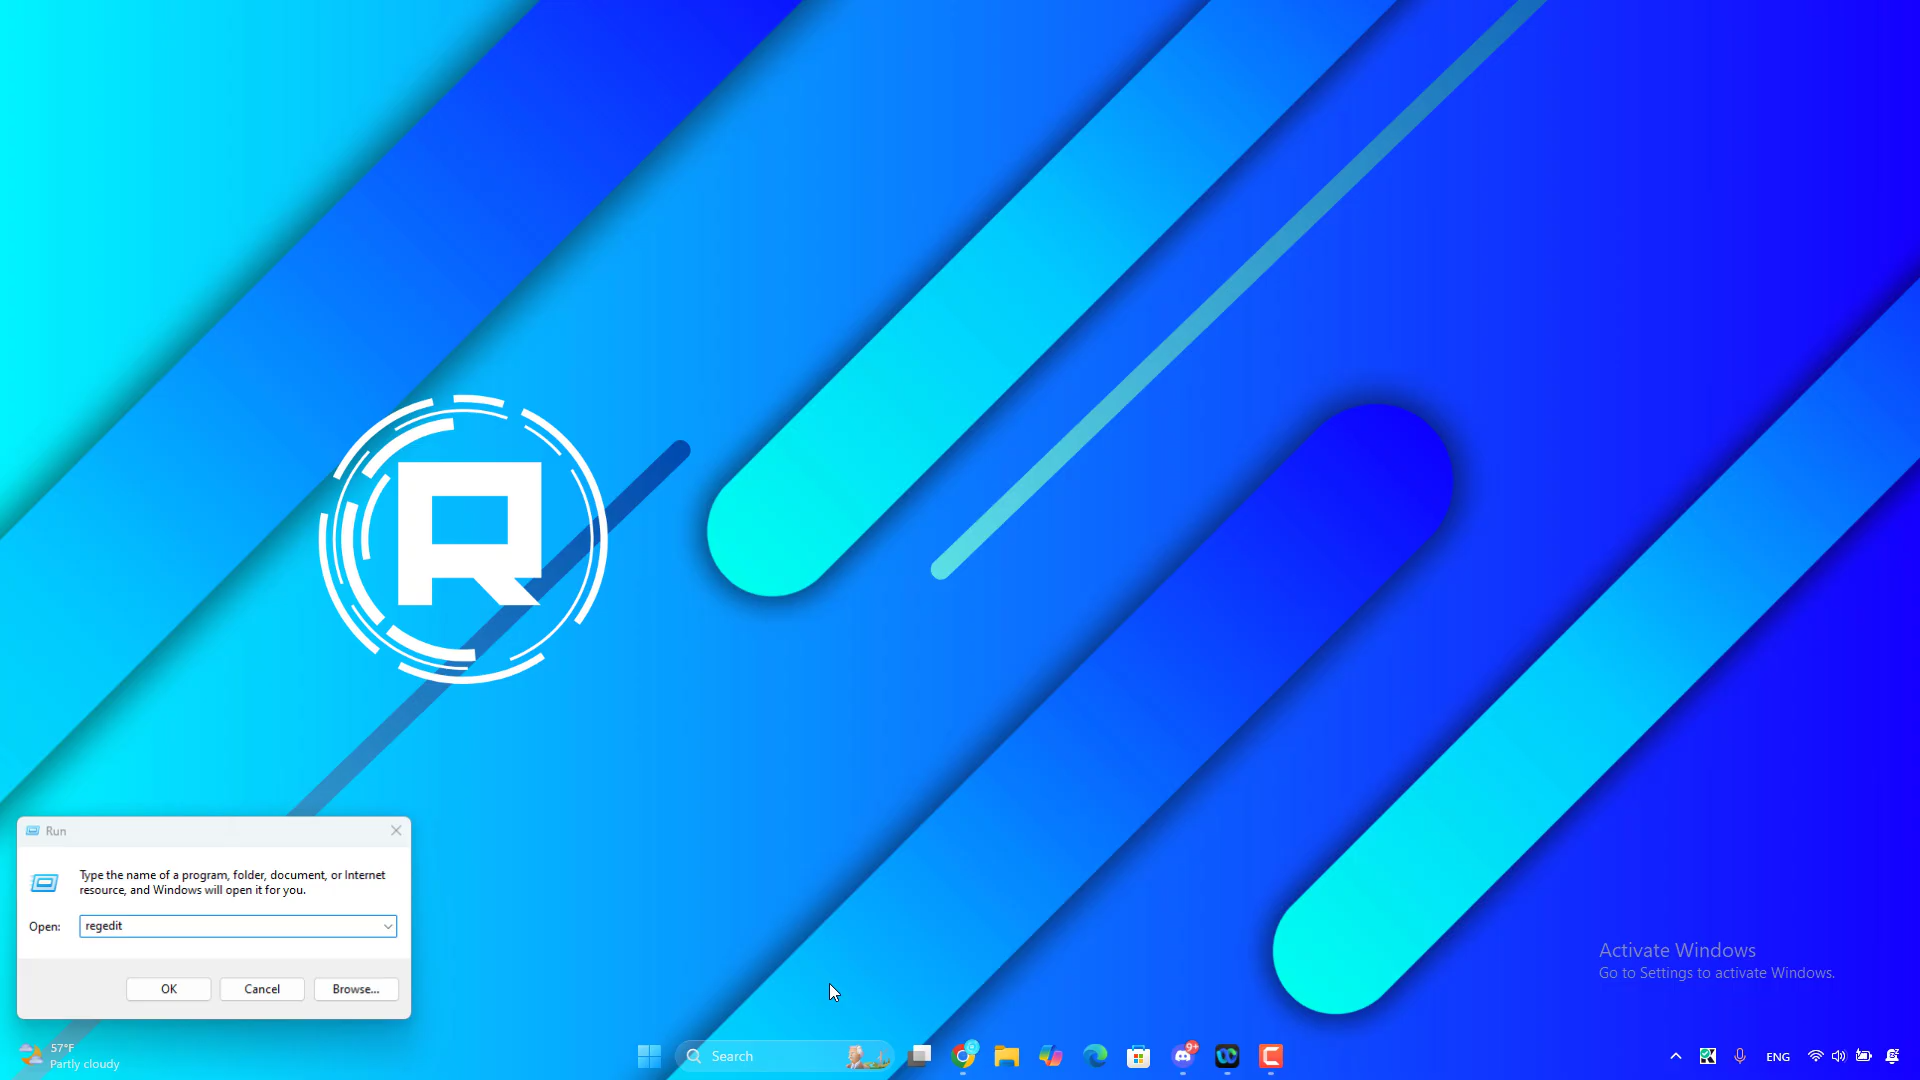 R
Run
Type the name of a program, folder, document, or Internet
resource, and Windows will open it for you.
Open:
regedit
OK
Cancel
Browse...
Activate Windows
Go to Settings to activate Windows.
57°F
Partly cloudy
Search
9+
ENG